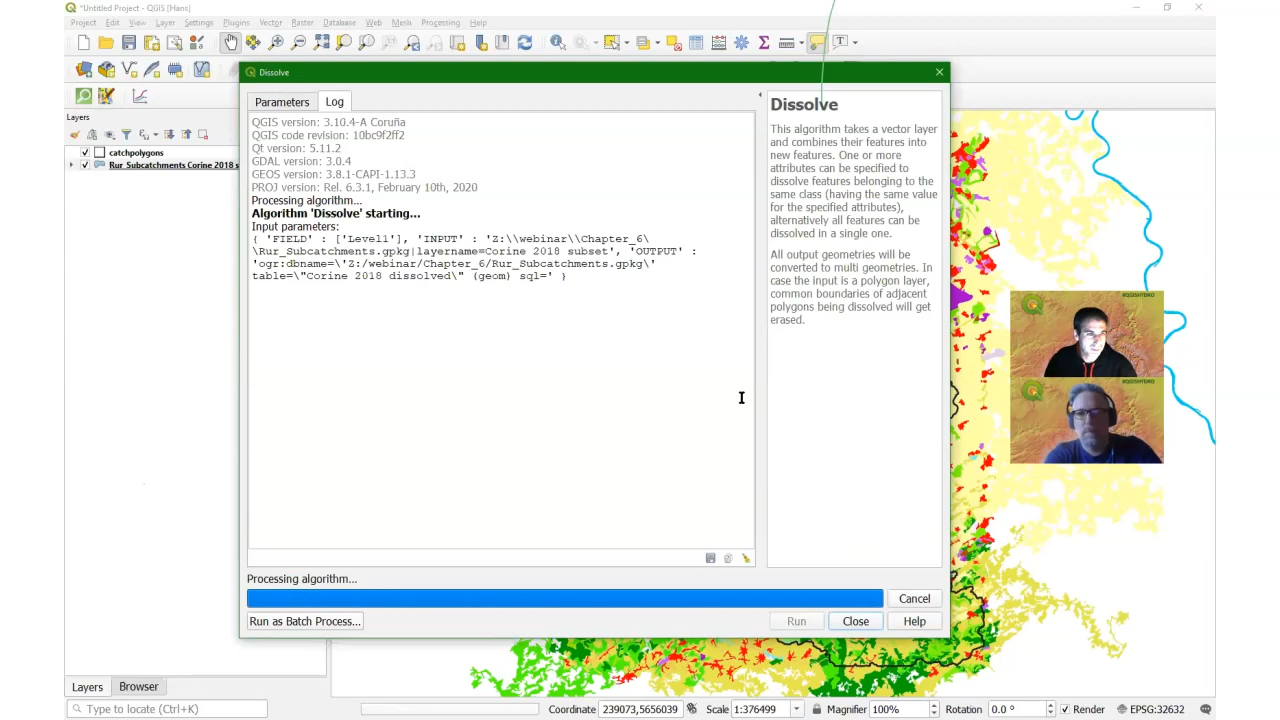 *Untitled Project - QGIS [Hans]
Project Edit View Layer Settings Plugins Vector Raster Database Web Mesh Processing Help
Dissolve
Parameters Log
QGIS version: 3.10.4-A Coruña
QGIS code revision: 10bc9f2ff2
Qt version: 5.11.2
GDAL version: 3.0.4
GEOS version: 3.8.1-CAPI-1.13.3
PROJ version: Rel. 6.3.1, February 10th, 2020
Processing algorithm…
Algorithm 'Dissolve' starting…
Input parameters:
{ 'FIELD' : ['Level1'], 'INPUT' : 'Z:\\webinar\\Chapter_6\
\Rur_Subcatchments.gpkg|layername=Corine 2018 subset', 'OUTPUT' :
'ogr:dbname=\'Z:/webinar/Chapter_6/Rur_Subcatchments.gpkg\'
table=\"Corine 2018 dissolved\" (geom) sql=' }
Dissolve
This algorithm takes a vector layer
and combines their features into
new features. One or more
attributes can be specified to
dissolve features belonging to the
same class (having the same value
for the specified attributes),
alternatively all features can be
dissolved in a single one.
All output geometries will be
converted to multi geometries. In
case the input is a polygon layer,
common boundaries of adjacent
polygons being dissolved will get
erased.
Processing algorithm…
Cancel
Run as Batch Process…
Run Close Help
Layers
catchpolygons
Rur_Subcatchments Corine 2018 s
#QGISHYDRO
#QGISHYDRO
Layers Browser
Type to locate (Ctrl+K)
Coordinate 239073,5656039 Scale 1:376499 Magnifier 100% Rotation 0.0 ° Render EPSG:32632